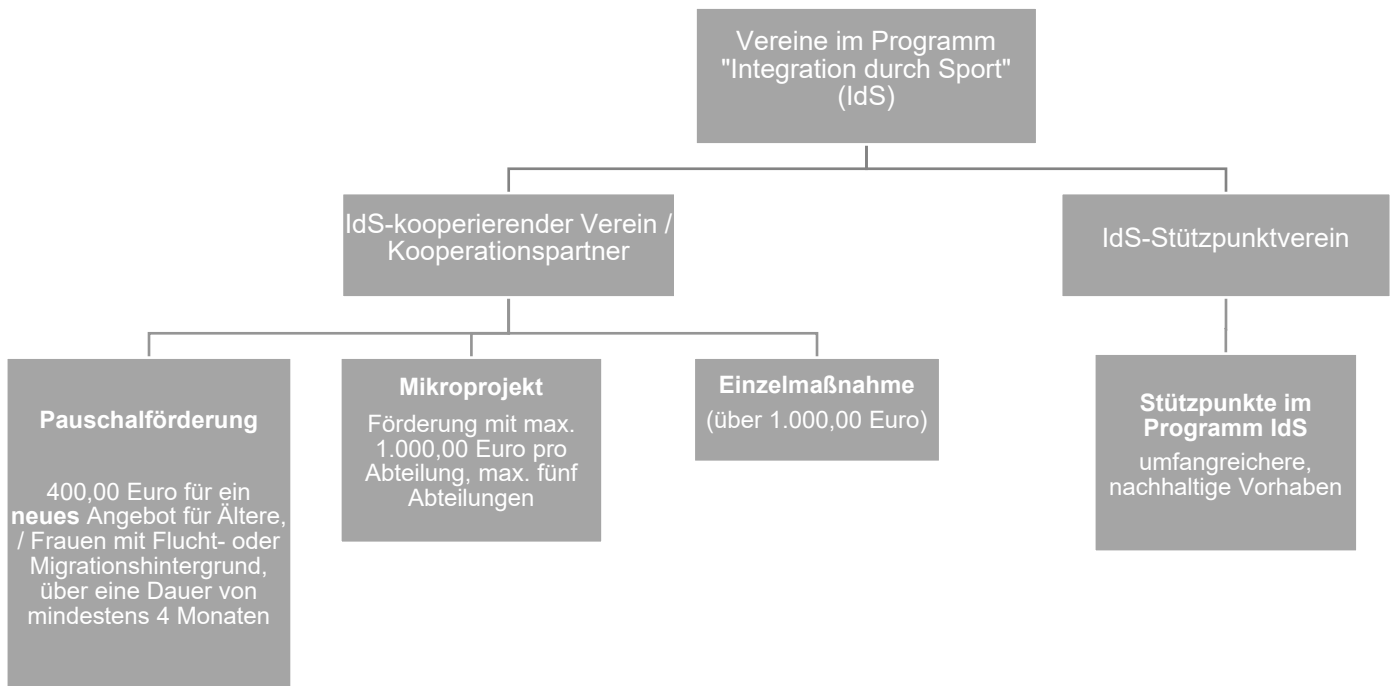 Vereine im Programm
"Integration durch Sport"
(IdS)
IdS-kooperierender Verein /
Kooperationspartner
IdS-Stützpunktverein
Pauschalförderung
400,00 Euro für ein
neues Angebot für Ältere,
/ Frauen mit Flucht- oder
Migrationshintergrund,
über eine Dauer von
mindestens 4 Monaten
Mikroprojekt
Förderung mit max.
1.000,00 Euro pro
Abteilung, max. fünf
Abteilungen
Einzelmaßnahme
(über 1.000,00 Euro)
Stützpunkte im
Programm IdS
umfangreichere,
nachhaltige Vorhaben